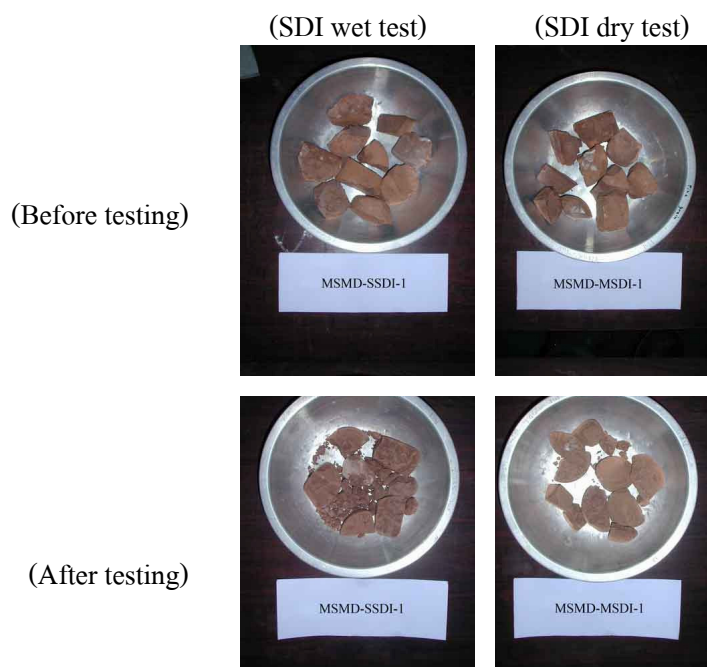 (SDI wet test) (SDI dry test)
(Before testing)
MSMD-SSDI-1 MSMD-MSDI-1
(After testing)
MSMD-SSDI-1 MSMD-MSDI-1